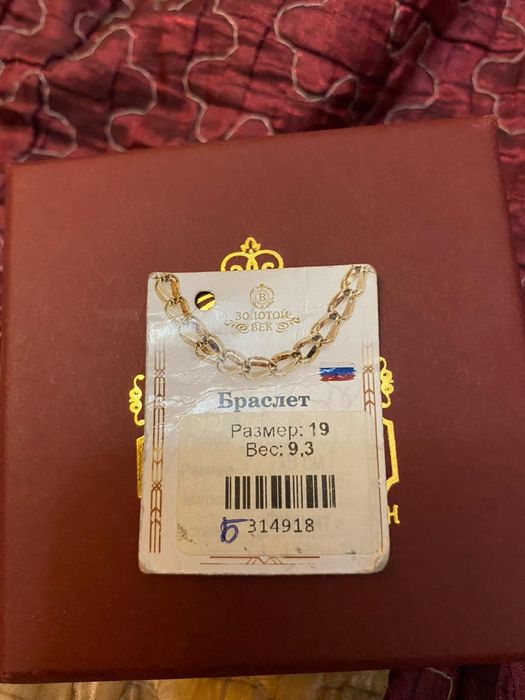 В
ЗОЛОТОЙ
ВЕК
Браслет
Размер: 19
Вес: 9,3
Б 314918
Н